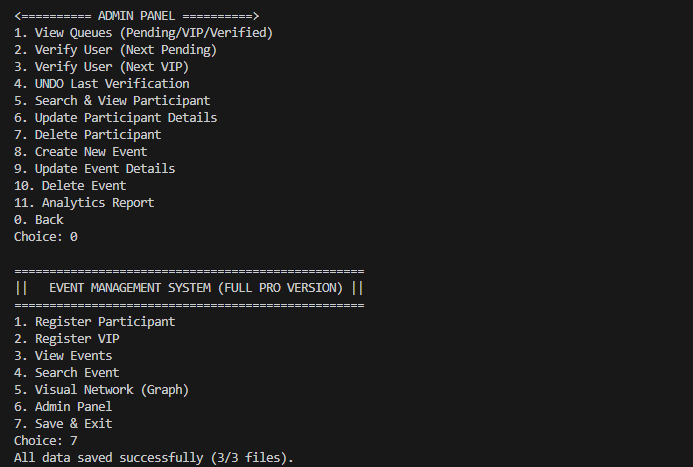 <========== ADMIN PANEL ==========>
1. View Queues (Pending/VIP/Verified)
2. Verify User (Next Pending)
3. Verify User (Next VIP)
4. UNDO Last Verification
5. Search & View Participant
6. Update Participant Details
7. Delete Participant
8. Create New Event
9. Update Event Details
10. Delete Event
11. Analytics Report
0. Back
Choice: 0
==================================================
||   EVENT MANAGEMENT SYSTEM (FULL PRO VERSION) ||
==================================================
1. Register Participant
2. Register VIP
3. View Events
4. Search Event
5. Visual Network (Graph)
6. Admin Panel
7. Save & Exit
Choice: 7
All data saved successfully (3/3 files).